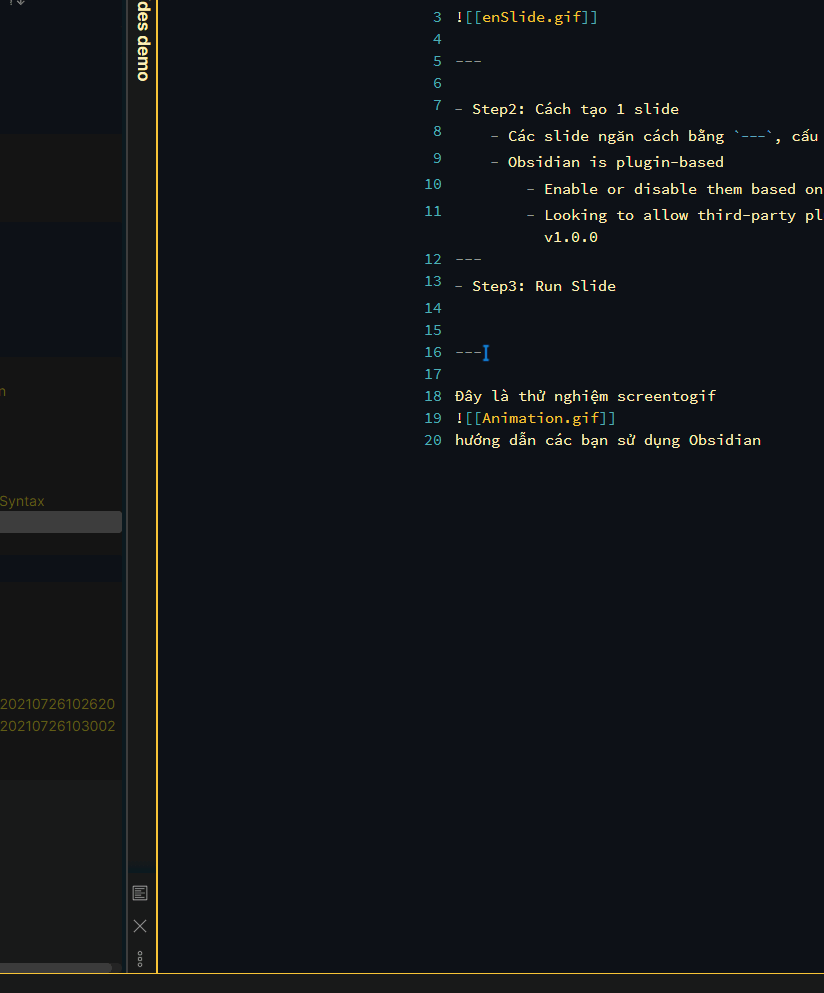 des demo
3 ![[enSlide.gif]]
4
5 ---
6
7 - Step2: Cách tạo 1 slide
8 - Các slide ngăn cách bằng `---`, cấu
9 - Obsidian is plugin-based
10 - Enable or disable them based on
11 - Looking to allow third-party pl
v1.0.0
12 ---
13 - Step3: Run Slide
14
15
16 ---
17
18 Đây là thử nghiệm screentogif
19 ![[Animation.gif]]
20 hướng dẫn các bạn sử dụng Obsidian
n
Syntax
20210726102620
20210726103002